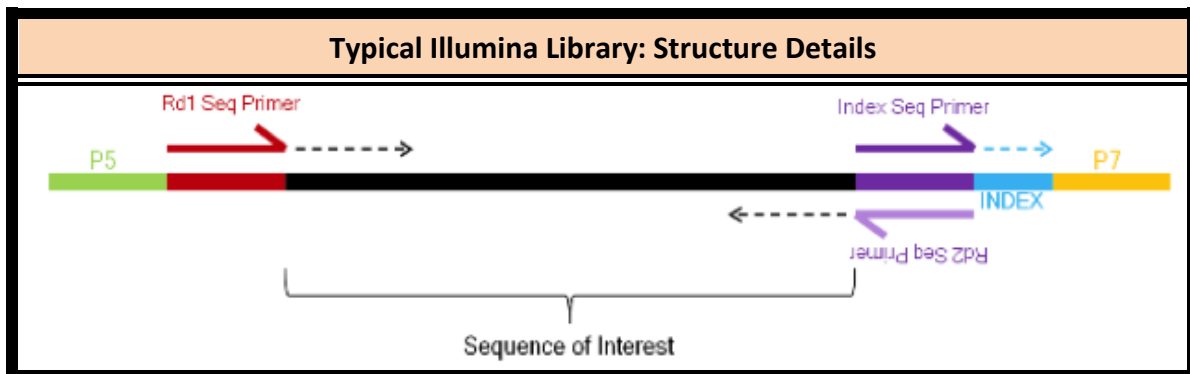 Typical Illumina Library: Structure Details
Rd1 Seq Primer
Index Seq Primer
P5
P7
INDEX
Rd2 Seq Primer
Sequence of Interest